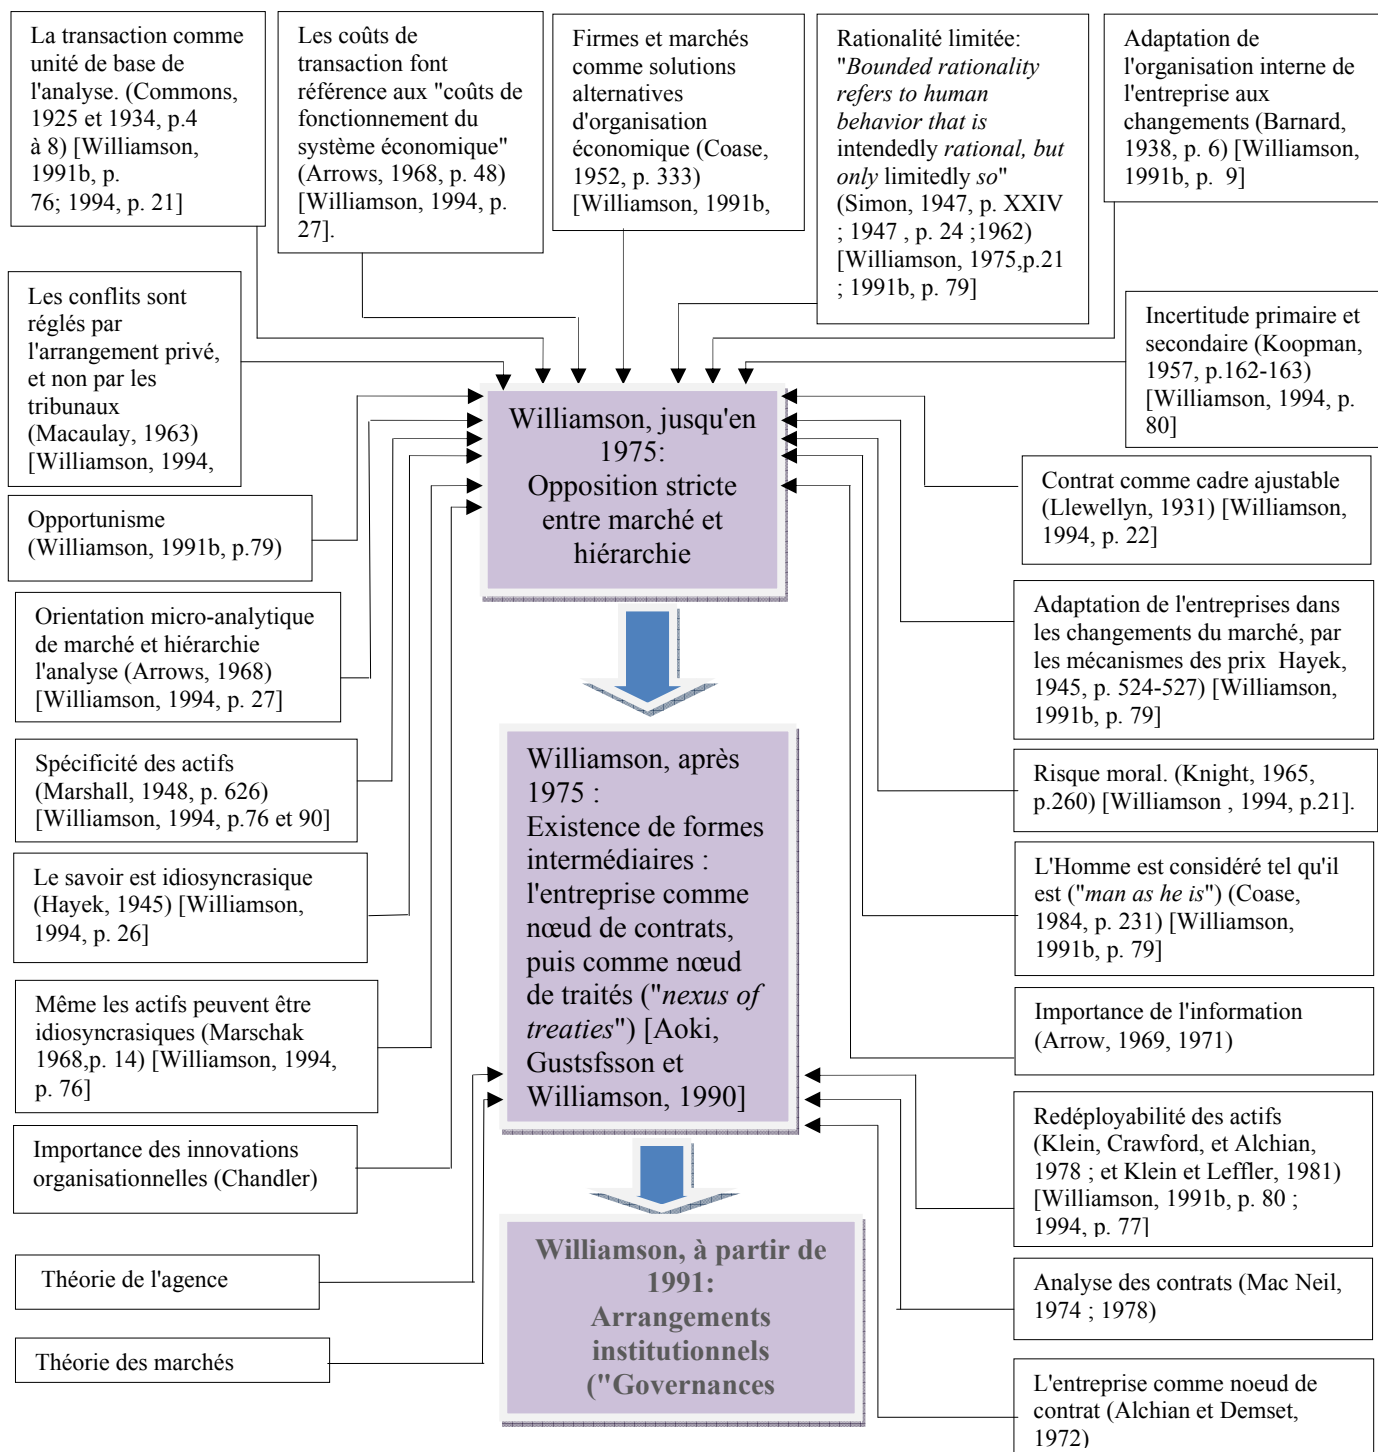 La transaction comme
unité de base de
l'analyse. (Commons,
1925 et 1934, p.4
à 8) [Williamson,
1991b, p.
76; 1994, p. 21]
Les coûts de
transaction font
référence aux "coûts de
fonctionnement du
système économique"
(Arrows, 1968, p. 48)
[Williamson, 1994, p.
27].
Firmes et marchés
comme solutions
alternatives
d'organisation
économique (Coase,
1952, p. 333)
[Williamson, 1991b,
Rationalité limitée:
"Bounded rationality
refers to human
behavior that is
intendedly rational, but
only limitedly so"
(Simon, 1947, p. XXIV
; 1947 , p. 24 ;1962)
[Williamson, 1975,p.21
; 1991b, p. 79]
Adaptation de
l'organisation interne de
l'entreprise aux
changements (Barnard,
1938, p. 6) [Williamson,
1991b, p. 9]
Les conflits sont
réglés par
l'arrangement privé,
et non par les
tribunaux
(Macaulay, 1963)
[Williamson, 1994,
Incertitude primaire et
secondaire (Koopman,
1957, p.162-163)
[Williamson, 1994, p.
80]
Williamson, jusqu'en
1975:
Opposition stricte
entre marché et
hiérarchie
Opportunisme
(Williamson, 1991b, p.79)
Contrat comme cadre ajustable
(Llewellyn, 1931) [Williamson,
1994, p. 22]
Orientation micro-analytique
de marché et hiérarchie
l'analyse (Arrows, 1968)
[Williamson, 1994, p. 27]
Adaptation de l'entreprises dans
les changements du marché, par
les mécanismes des prix Hayek,
1945, p. 524-527) [Williamson,
1991b, p. 79]
Spécificité des actifs
(Marshall, 1948, p. 626)
[Williamson, 1994, p.76 et 90]
Risque moral. (Knight, 1965,
p.260) [Williamson , 1994, p.21].
Williamson, après
1975 :
Existence de formes
intermédiaires :
l'entreprise comme
nœud de contrats,
puis comme nœud
de traités ("nexus of
treaties") [Aoki,
Gustsfsson et
Williamson, 1990]
Le savoir est idiosyncrasique
(Hayek, 1945) [Williamson,
1994, p. 26]
L'Homme est considéré tel qu'il
est ("man as he is") (Coase,
1984, p. 231) [Williamson,
1991b, p. 79]
Même les actifs peuvent être
idiosyncrasiques (Marschak
1968,p. 14) [Williamson, 1994,
p. 76]
Importance de l'information
(Arrow, 1969, 1971)
Importance des innovations
organisationnelles (Chandler)
Redéployabilité des actifs
(Klein, Crawford, et Alchian,
1978 ; et Klein et Leffler, 1981)
[Williamson, 1991b, p. 80 ;
1994, p. 77]
Théorie de l'agence
Williamson, à partir de
1991:
Arrangements
institutionnels
("Governances
Analyse des contrats (Mac Neil,
1974 ; 1978)
Théorie des marchés
L'entreprise comme noeud de
contrat (Alchian et Demset,
1972)